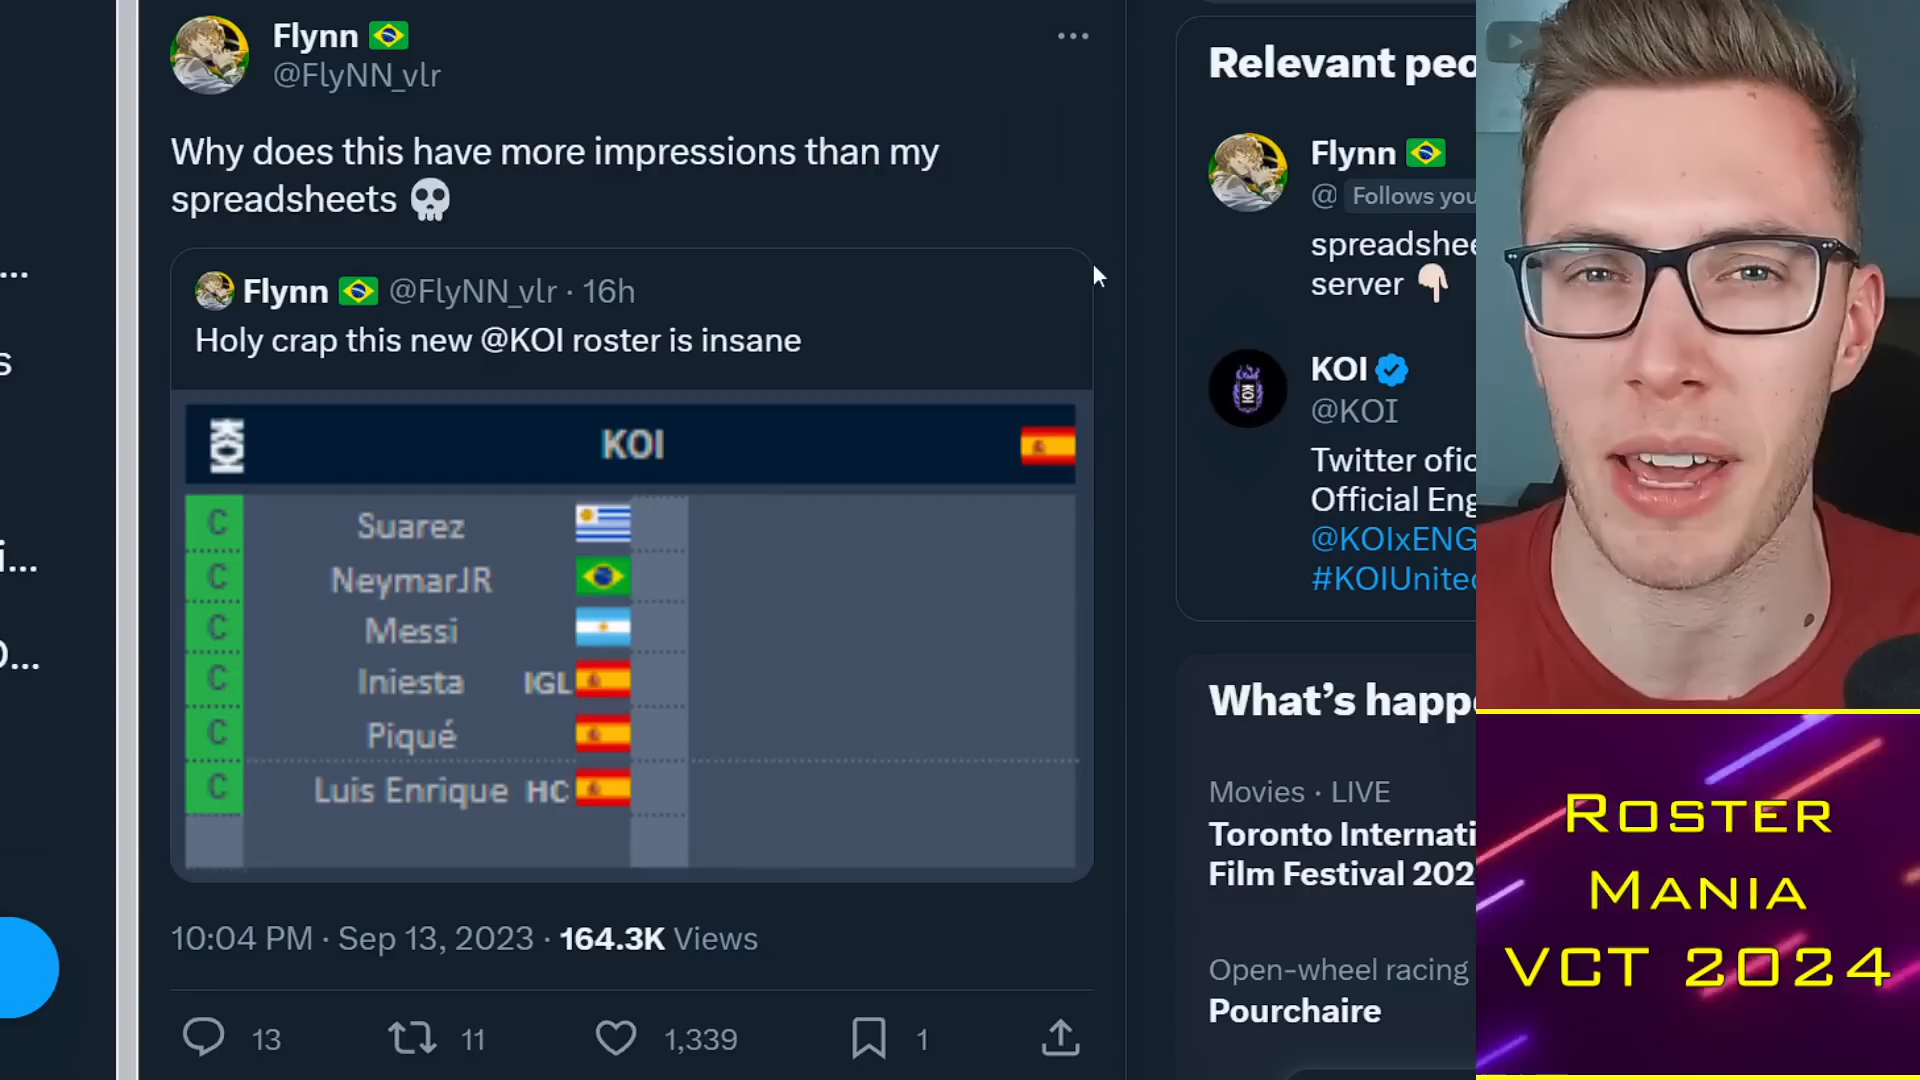 Flynn
@FlyNN_vlr
Why does this have more impressions than my
spreadsheets
Flynn @FlyNN_vlr · 16h
Holy crap this new @KOI roster is insane
KOI KOI
C Suarez
C NeymarJR
C Messi
C Iniesta IGL
C Piqué
C Luis Enrique HC
10:04 PM · Sep 13, 2023 · 164.3K Views
13 11 1,339 1
Relevant peo
Flynn
@ Follows you
spreadshee
server
KOI
KOI
@KOI
Twitter ofic
Official Eng
@KOIxENG
#KOIUnited
What's happe
Movies · LIVE
Toronto Internati
Film Festival 202
Open-wheel racing
Pourchaire
s
i...
...
ROSTER
MANIA
VCT 2024